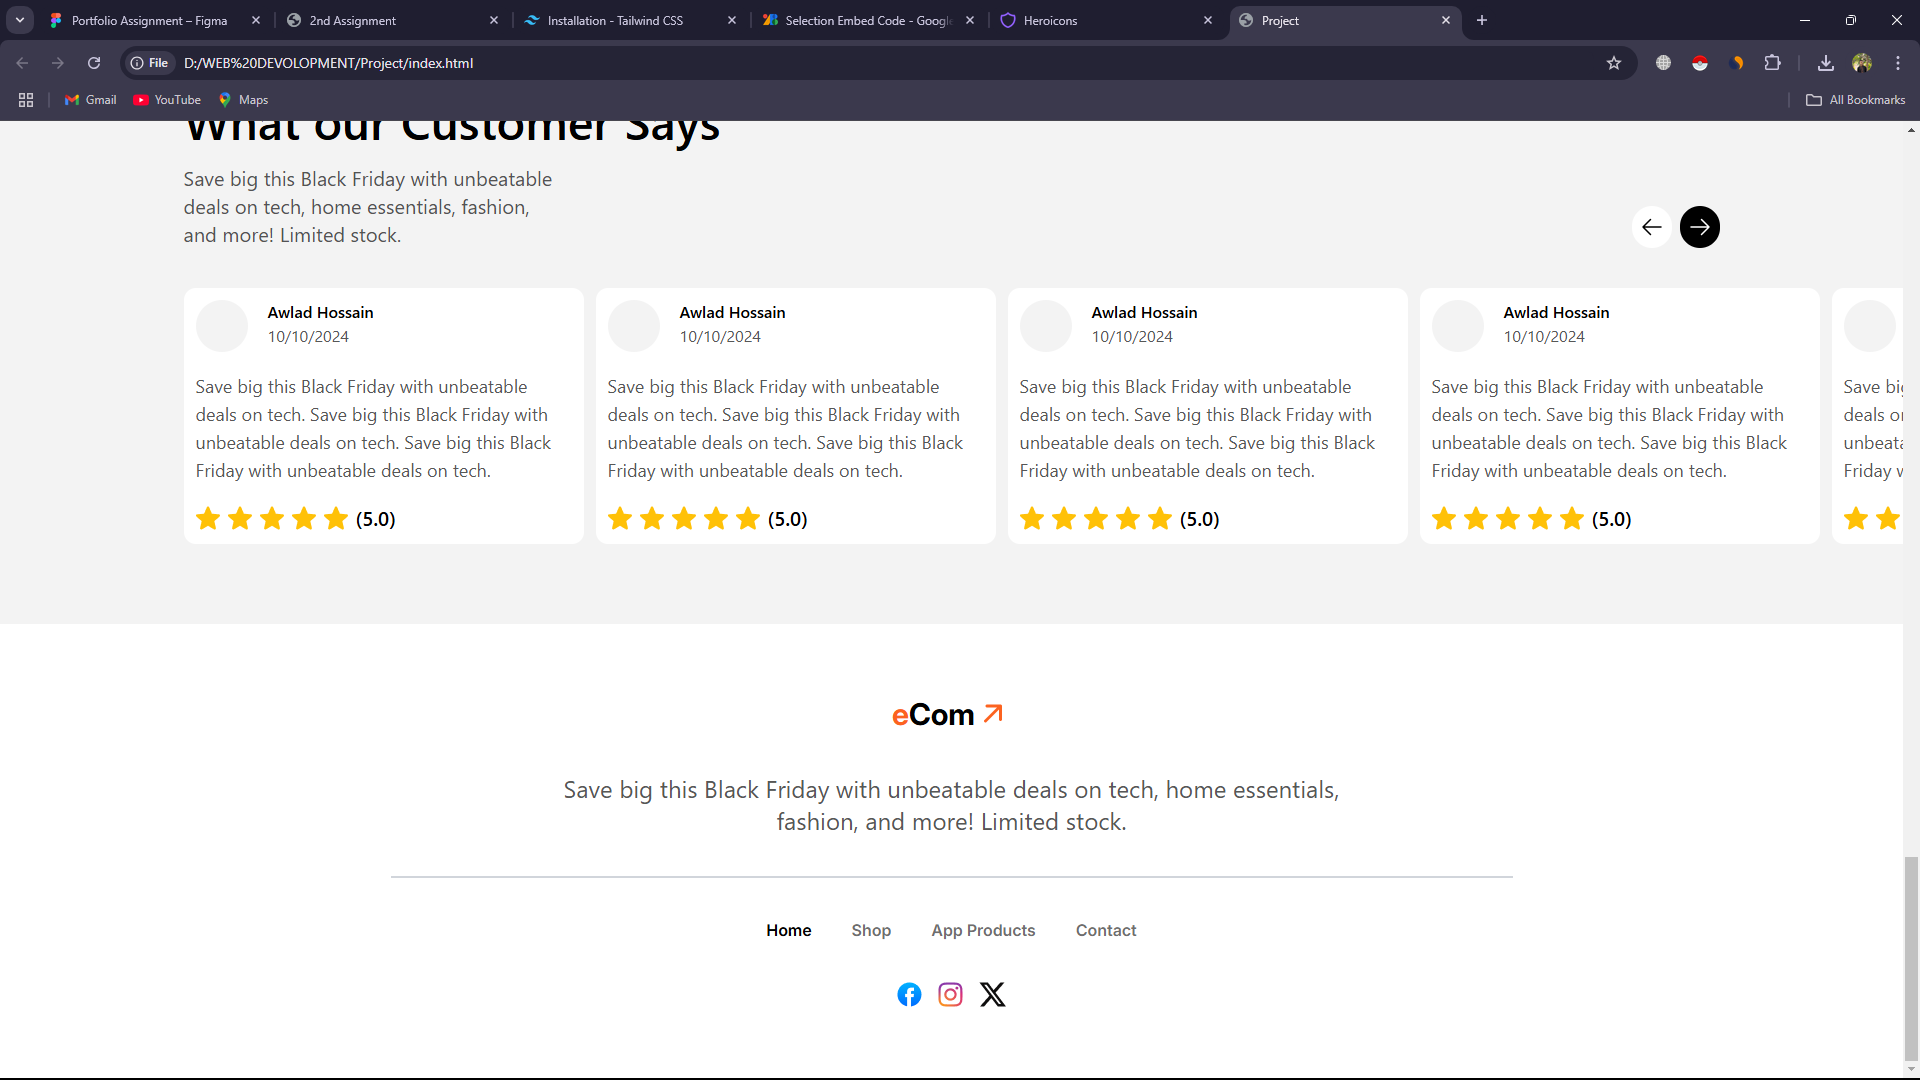 Portfolio Assignment – Figma
2nd Assignment
Installation - Tailwind CSS
Selection Embed Code - Google
Heroicons
Project
File
D:/WEB%20DEVOLOPMENT/Project/index.html
Gmail
YouTube
Maps
All Bookmarks
What our Customer Says
Save big this Black Friday with unbeatable
deals on tech, home essentials, fashion,
and more! Limited stock.
Awlad Hossain
10/10/2024
Save big this Black Friday with unbeatable
deals on tech. Save big this Black Friday with
unbeatable deals on tech. Save big this Black
Friday with unbeatable deals on tech.
(5.0)
Awlad Hossain
10/10/2024
Save big this Black Friday with unbeatable
deals on tech. Save big this Black Friday with
unbeatable deals on tech. Save big this Black
Friday with unbeatable deals on tech.
(5.0)
Awlad Hossain
10/10/2024
Save big this Black Friday with unbeatable
deals on tech. Save big this Black Friday with
unbeatable deals on tech. Save big this Black
Friday with unbeatable deals on tech.
(5.0)
Awlad Hossain
10/10/2024
Save big this Black Friday with unbeatable
deals on tech. Save big this Black Friday with
unbeatable deals on tech. Save big this Black
Friday with unbeatable deals on tech.
(5.0)
Save
deals
Friday
eCom
Save big this Black Friday with unbeatable deals on tech, home essentials,
fashion, and more! Limited stock.
Home
Shop
App Products
Contact